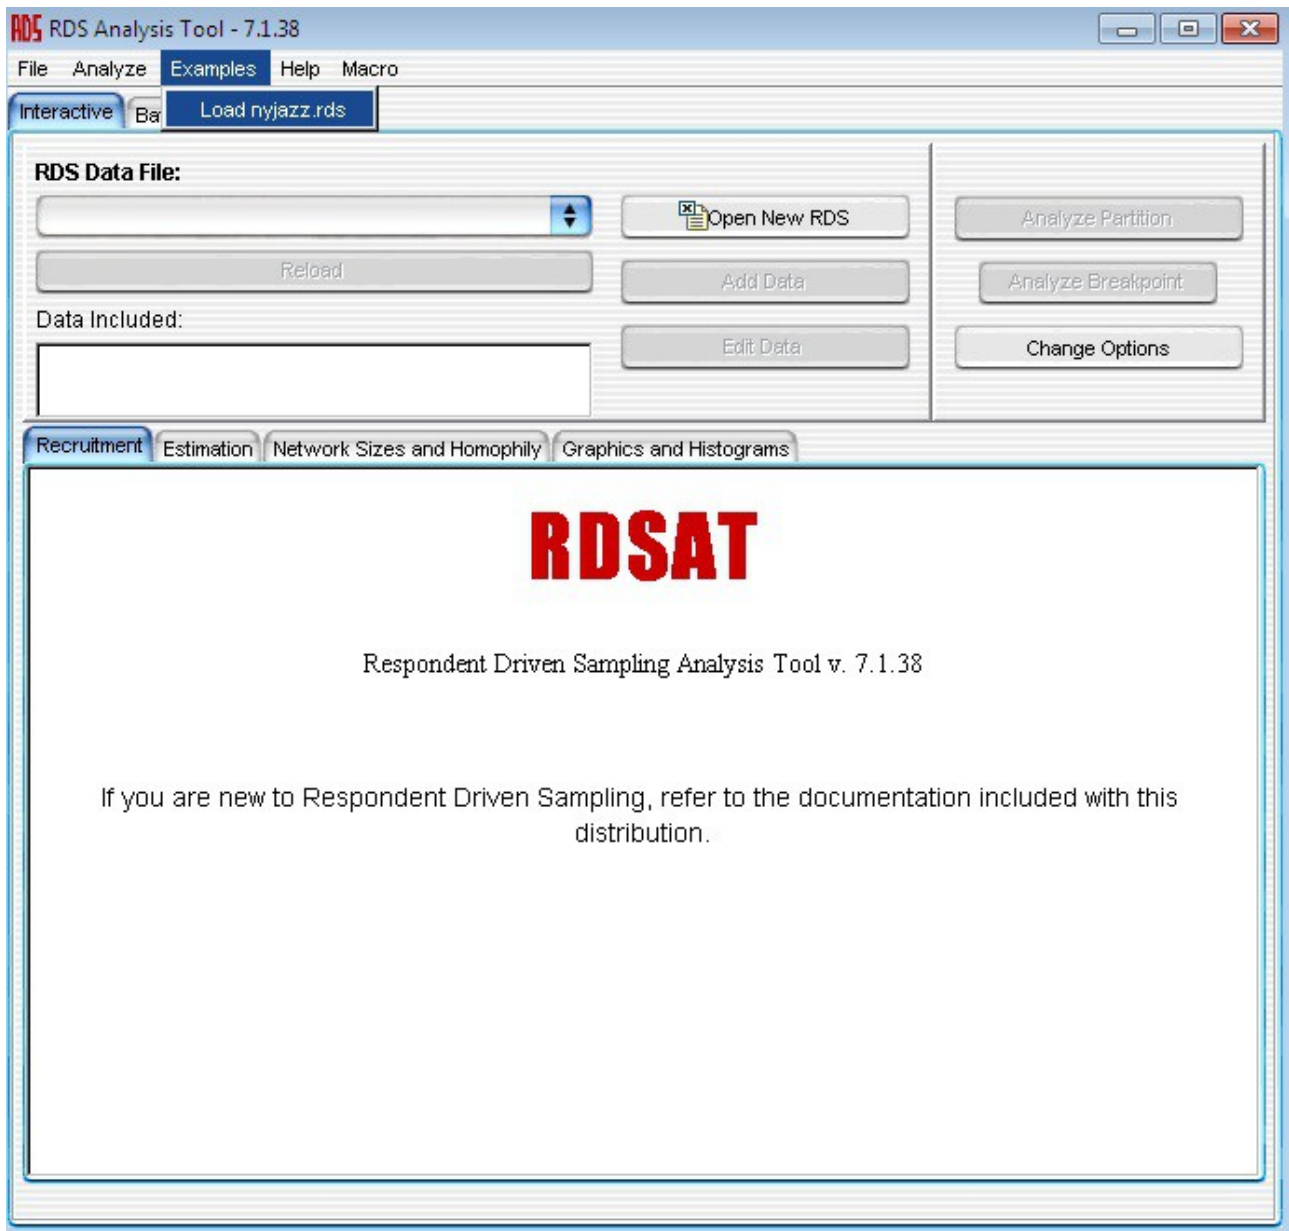 RDS RDS Analysis Tool - 7.1.38
File Analyze Examples Help Macro
Interactive Ba Load nyjazz.rds
RDS Data File:
Open New RDS
Analyze Partition
Reload
Add Data
Analyze Breakpoint
Data Included:
Edit Data
Change Options
Recruitment Estimation Network Sizes and Homophily Graphics and Histograms
RDSAT
Respondent Driven Sampling Analysis Tool v. 7.1.38
If you are new to Respondent Driven Sampling, refer to the documentation included with this
distribution.